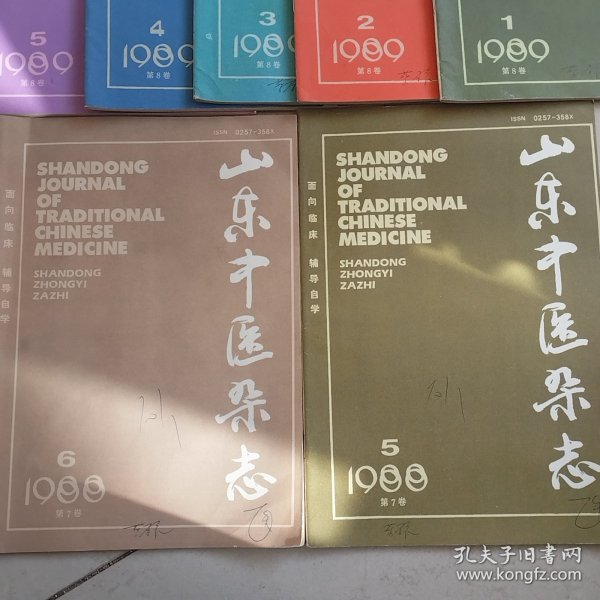 5
1989
第8卷
4
1989
第8卷
3
1989
第8卷
2
1989
第8卷
1
1989
第8卷
ISSN 0257-358X
SHANDONG
JOURNAL
OF
TRADITIONAL
CHINESE
MEDICINE
SHANDONG
ZHONGYI
ZAZHI
面向临床 辅导自学
山东中医杂志
6
1988
第7卷
ISSN 0257-358X
SHANDONG
JOURNAL
OF
TRADITIONAL
CHINESE
MEDICINE
SHANDONG
ZHONGYI
ZAZHI
面向临床 辅导自学
山东中医杂志
5
1988
第7卷
孔夫子旧书网
www.kongfz.com